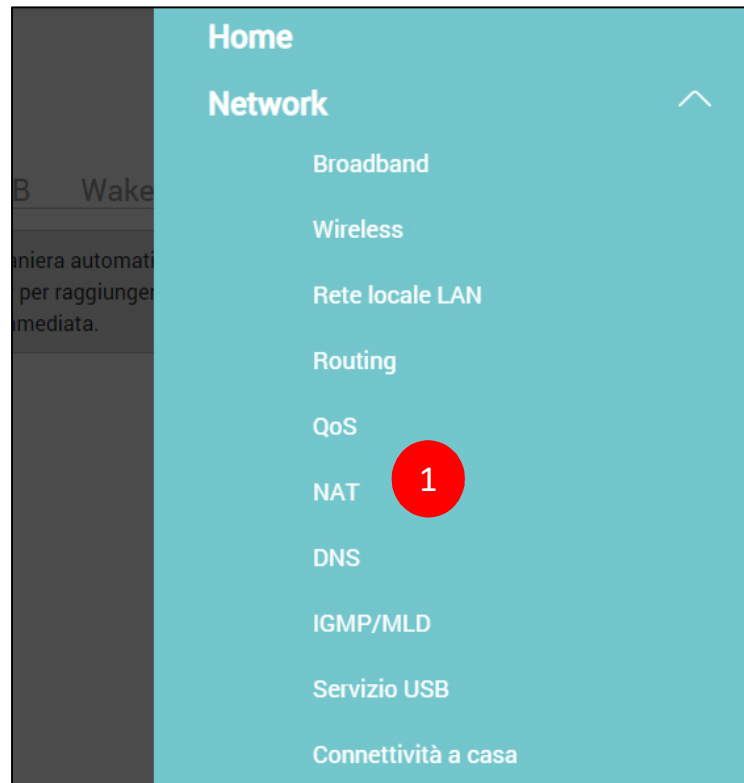 Home
Network
Broadband
B Wake
Wireless
aniera automati
per raggiunger
Rete locale LAN
mediata.
Routing
QoS
NAT 1
DNS
IGMP/MLD
Servizio USB
Connettività a casa